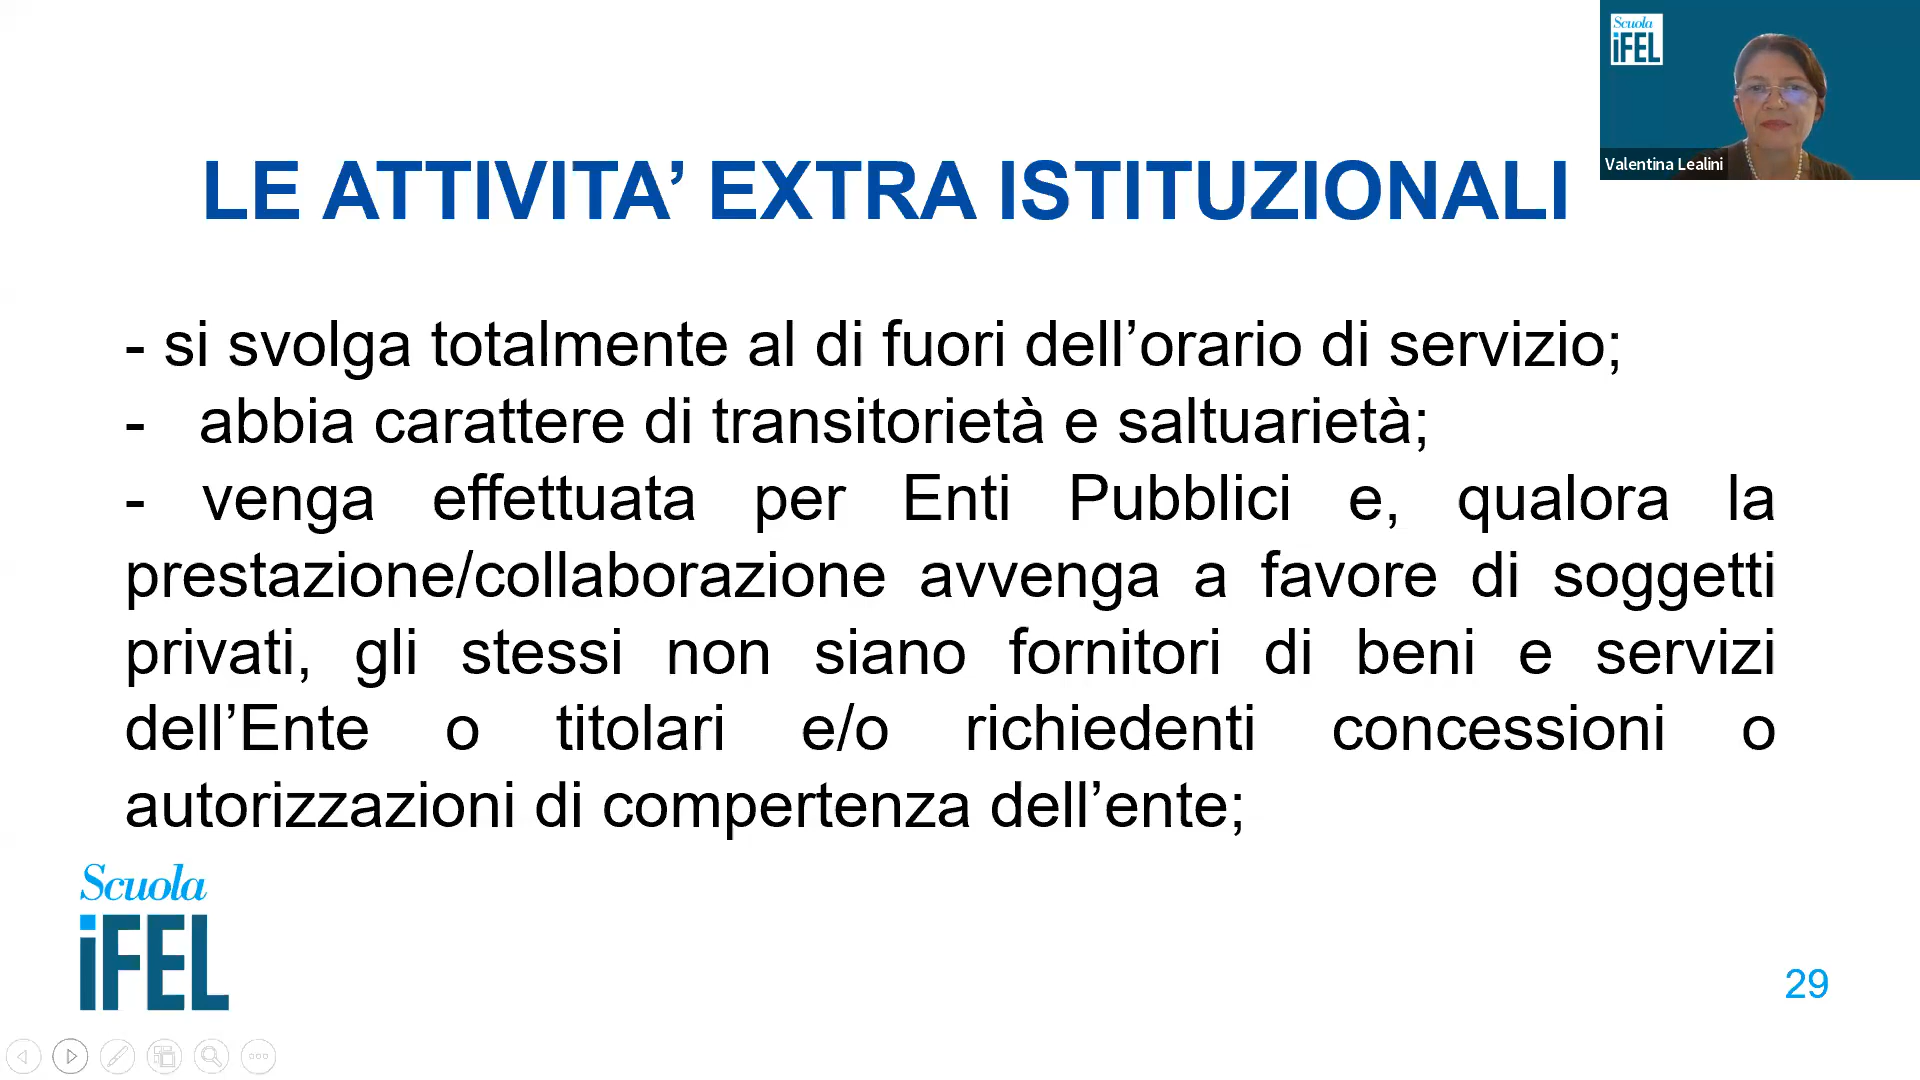 Scuola
iFEL
Valentina Lealini
LE ATTIVITA’ EXTRA ISTITUZIONALI
- si svolga totalmente al di fuori dell’orario di servizio;
- abbia carattere di transitorietà e saltuarietà;
- venga effettuata per Enti Pubblici e, qualora la
prestazione/collaborazione avvenga a favore di soggetti
privati, gli stessi non siano fornitori di beni e servizi
dell’Ente o titolari e/o richiedenti concessioni o
autorizzazioni di compertenza dell’ente;
Scuola
iFEL
29